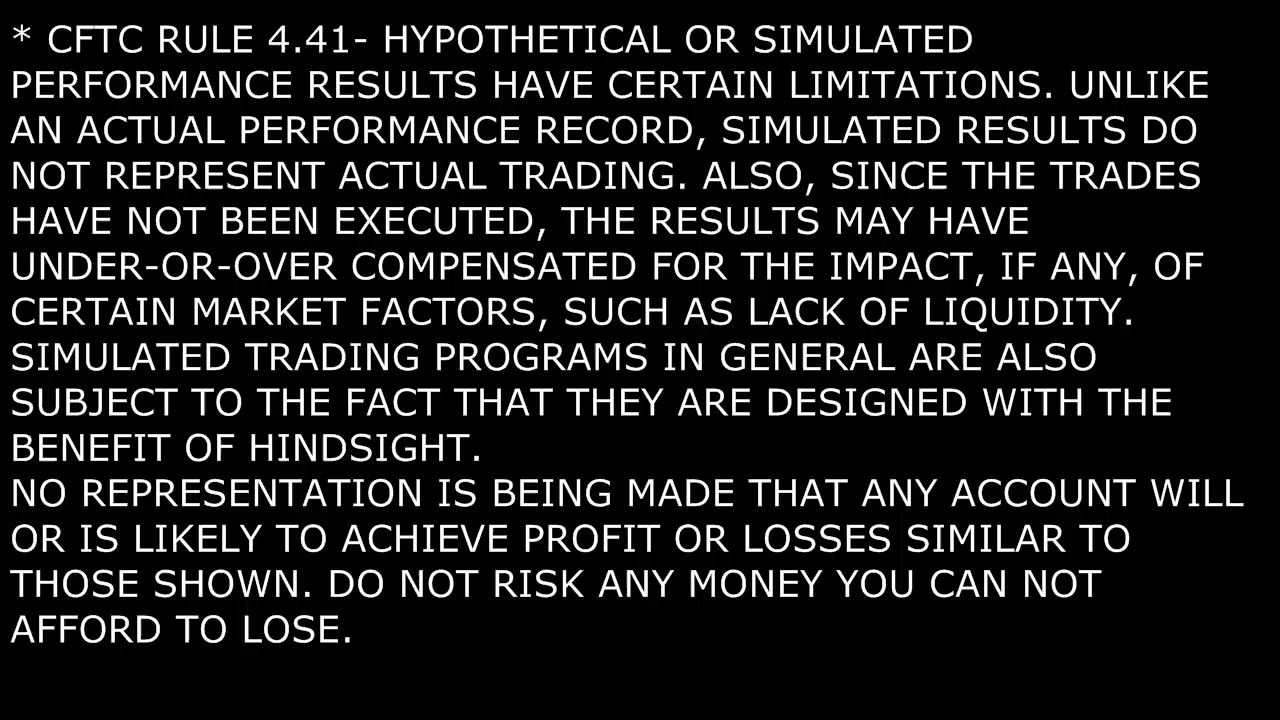 * CFTC RULE 4.41- HYPOTHETICAL OR SIMULATED
PERFORMANCE RESULTS HAVE CERTAIN LIMITATIONS. UNLIKE
AN ACTUAL PERFORMANCE RECORD, SIMULATED RESULTS DO
NOT REPRESENT ACTUAL TRADING. ALSO, SINCE THE TRADES
HAVE NOT BEEN EXECUTED, THE RESULTS MAY HAVE
UNDER-OR-OVER COMPENSATED FOR THE IMPACT, IF ANY, OF
CERTAIN MARKET FACTORS, SUCH AS LACK OF LIQUIDITY.
SIMULATED TRADING PROGRAMS IN GENERAL ARE ALSO
SUBJECT TO THE FACT THAT THEY ARE DESIGNED WITH THE
BENEFIT OF HINDSIGHT.
NO REPRESENTATION IS BEING MADE THAT ANY ACCOUNT WILL
OR IS LIKELY TO ACHIEVE PROFIT OR LOSSES SIMILAR TO
THOSE SHOWN. DO NOT RISK ANY MONEY YOU CAN NOT
AFFORD TO LOSE.